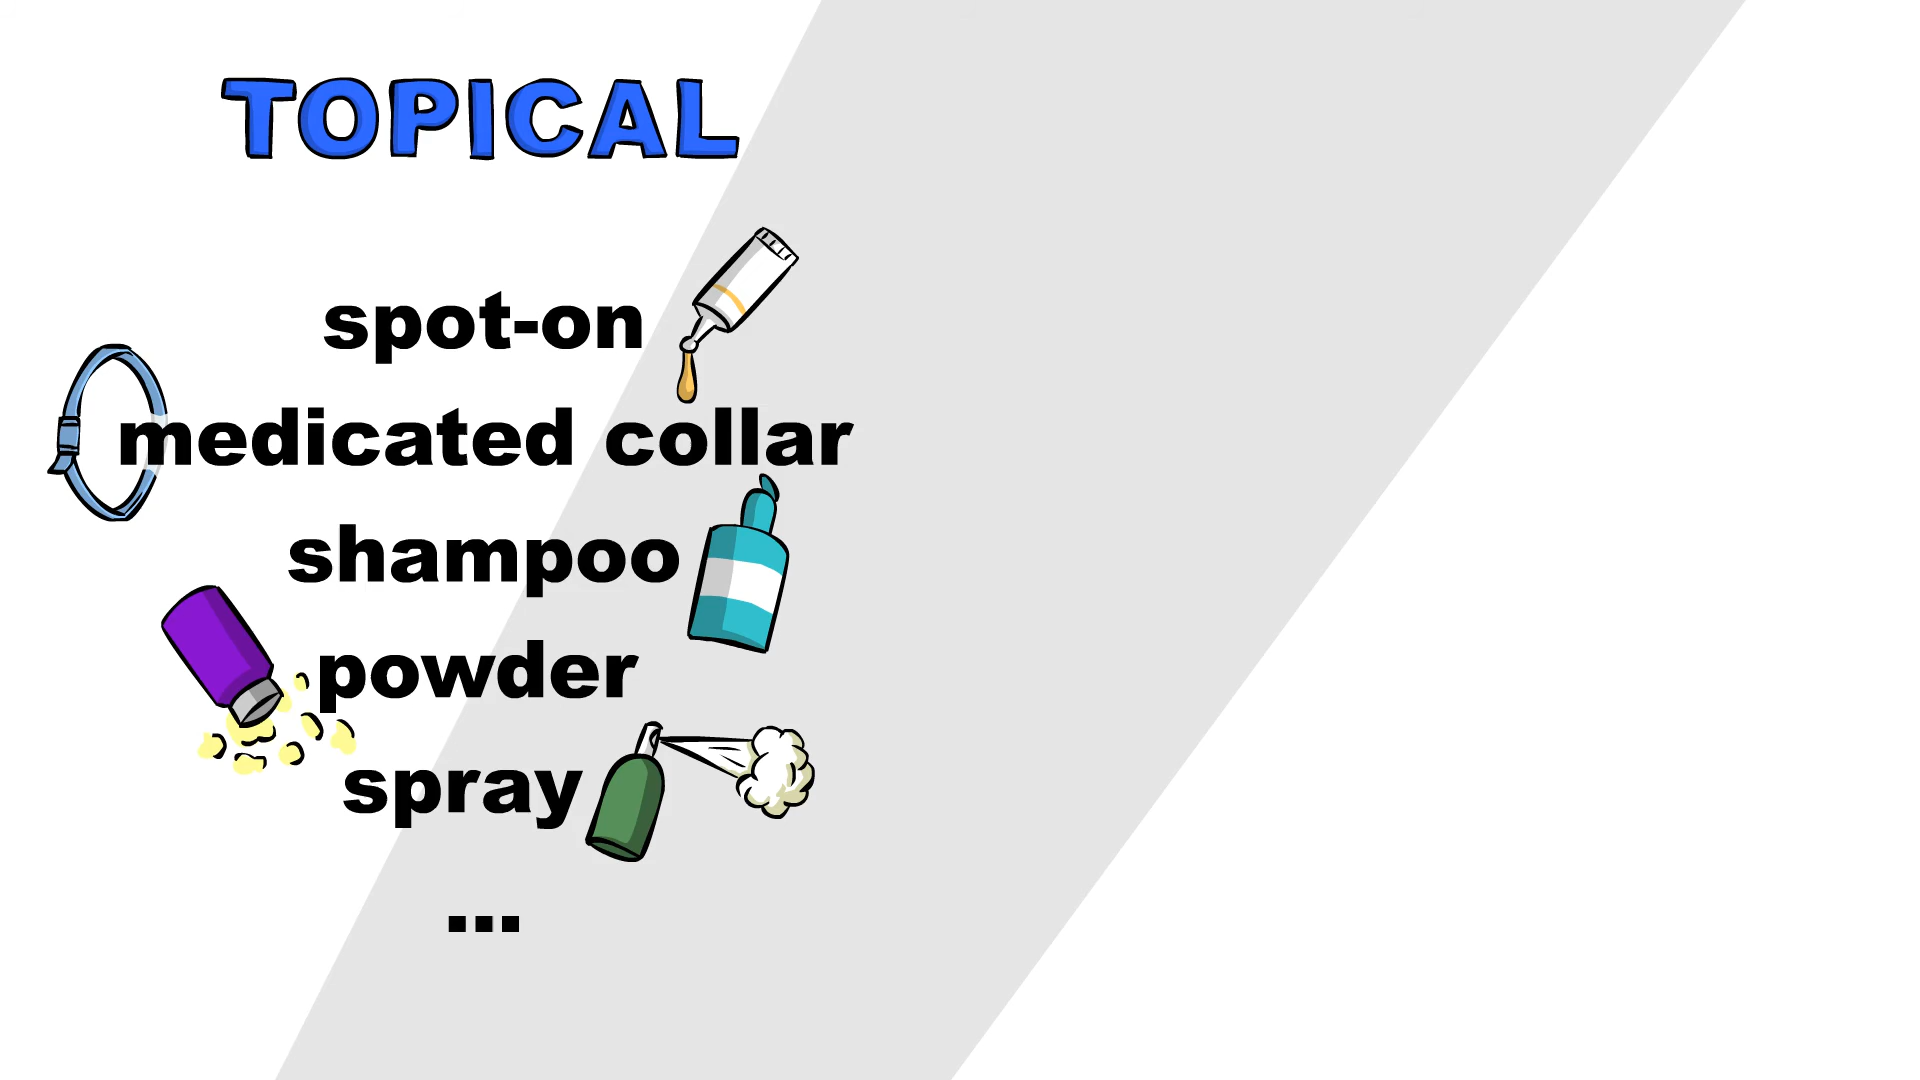 TOPICAL
spot-on
medicated collar
shampoo
powder
spray
...